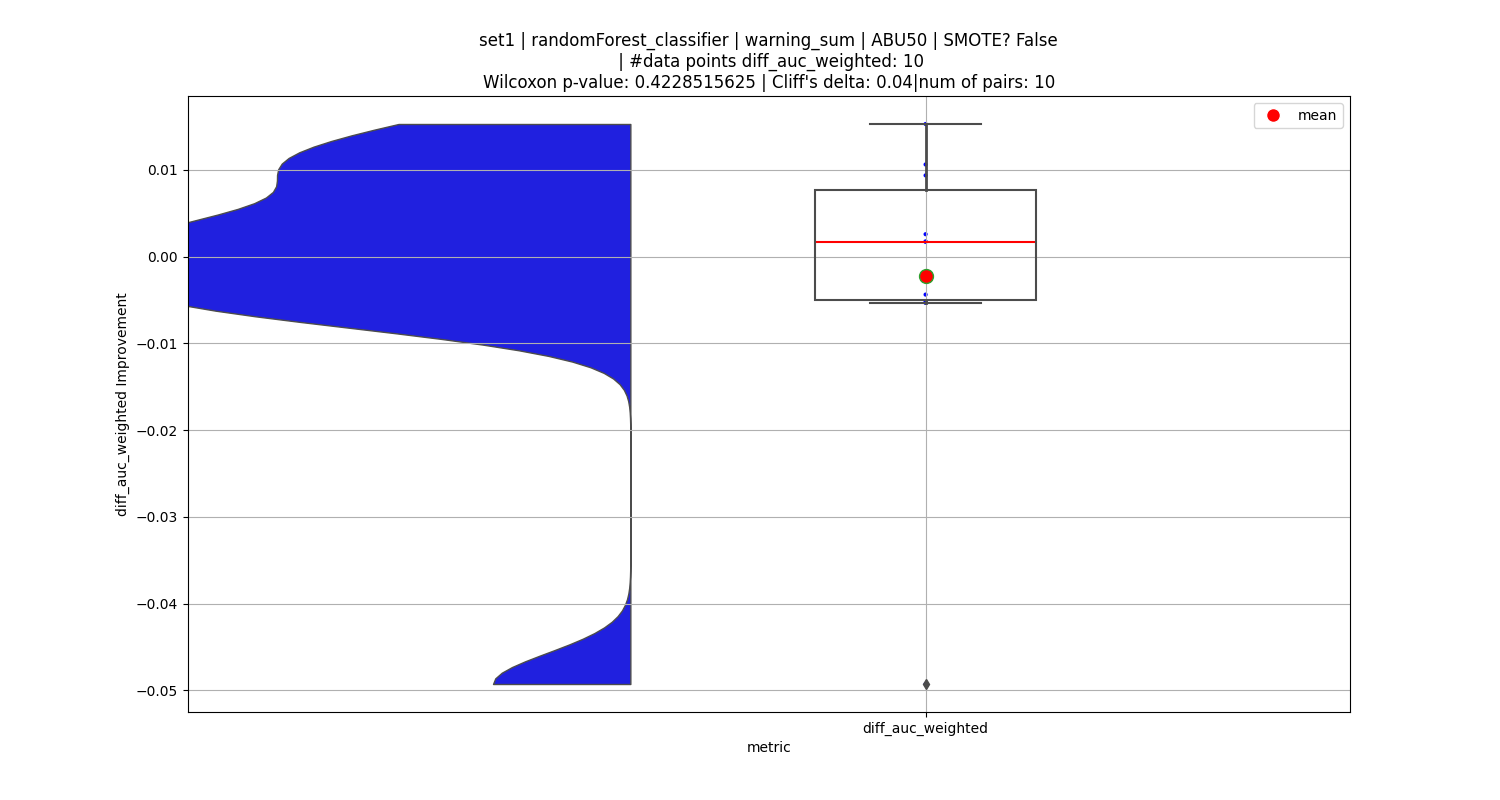 set1 | randomForest_classifier | warning_sum | ABU50 | SMOTE? False
| #data points diff_auc_weighted: 10
Wilcoxon p-value: 0.4228515625 | Cliff's delta: 0.04|num of pairs: 10
mean
0.01
0.00
−0.01
−0.02
−0.03
−0.04
−0.05
diff_auc_weighted Improvement
diff_auc_weighted
metric